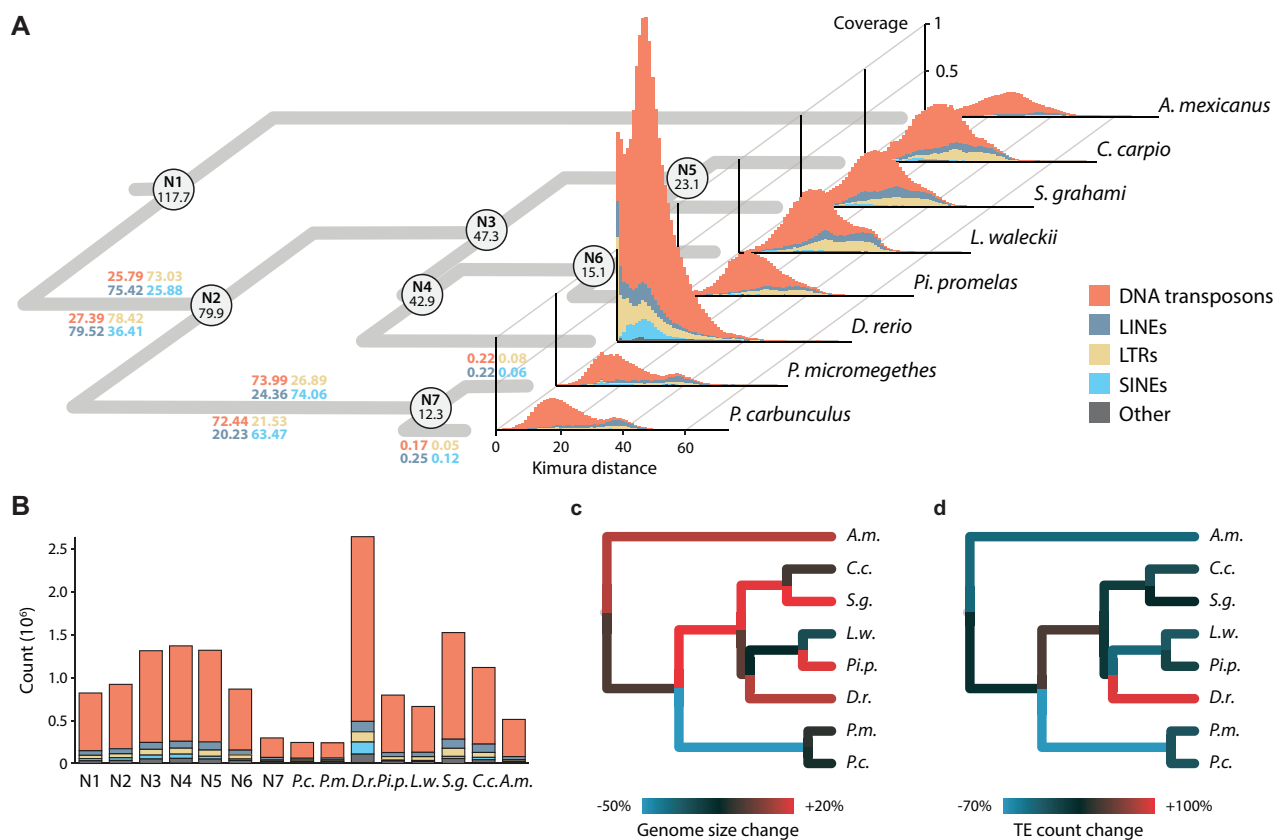 A
Coverage
1
0.5
A. mexicanus
C. carpio
S. grahami
L. waleckii
Pi. promelas
D. rerio
P. micromegethes
P. carbunculus
N1
117.7
N5
23.1
N3
47.3
N6
15.1
N4
42.9
N2
79.9
25.79 73.03
75.42 25.88
27.39 78.42
79.52 36.41
0.22 0.08
0.22 0.06
73.99 26.89
24.36 74.06
N7
12.3
72.44 21.53
20.23 63.47
0.17 0.05
0.25 0.12
0 20 40 60
Kimura distance
DNA transposons
LINEs
LTRs
SINEs
Other
B
Count (10⁶)
2.5
2.0
1.5
1.0
0.5
0
N1 N2 N3 N4 N5 N6 N7 P.c. P.m. D.r. Pi.p. L.w. S.g. C.c. A.m.
c
A.m.
C.c.
S.g.
L.w.
Pi.p.
D.r.
P.m.
P.c.
-50% +20%
Genome size change
d
A.m.
C.c.
S.g.
L.w.
Pi.p.
D.r.
P.m.
P.c.
-70% +100%
TE count change